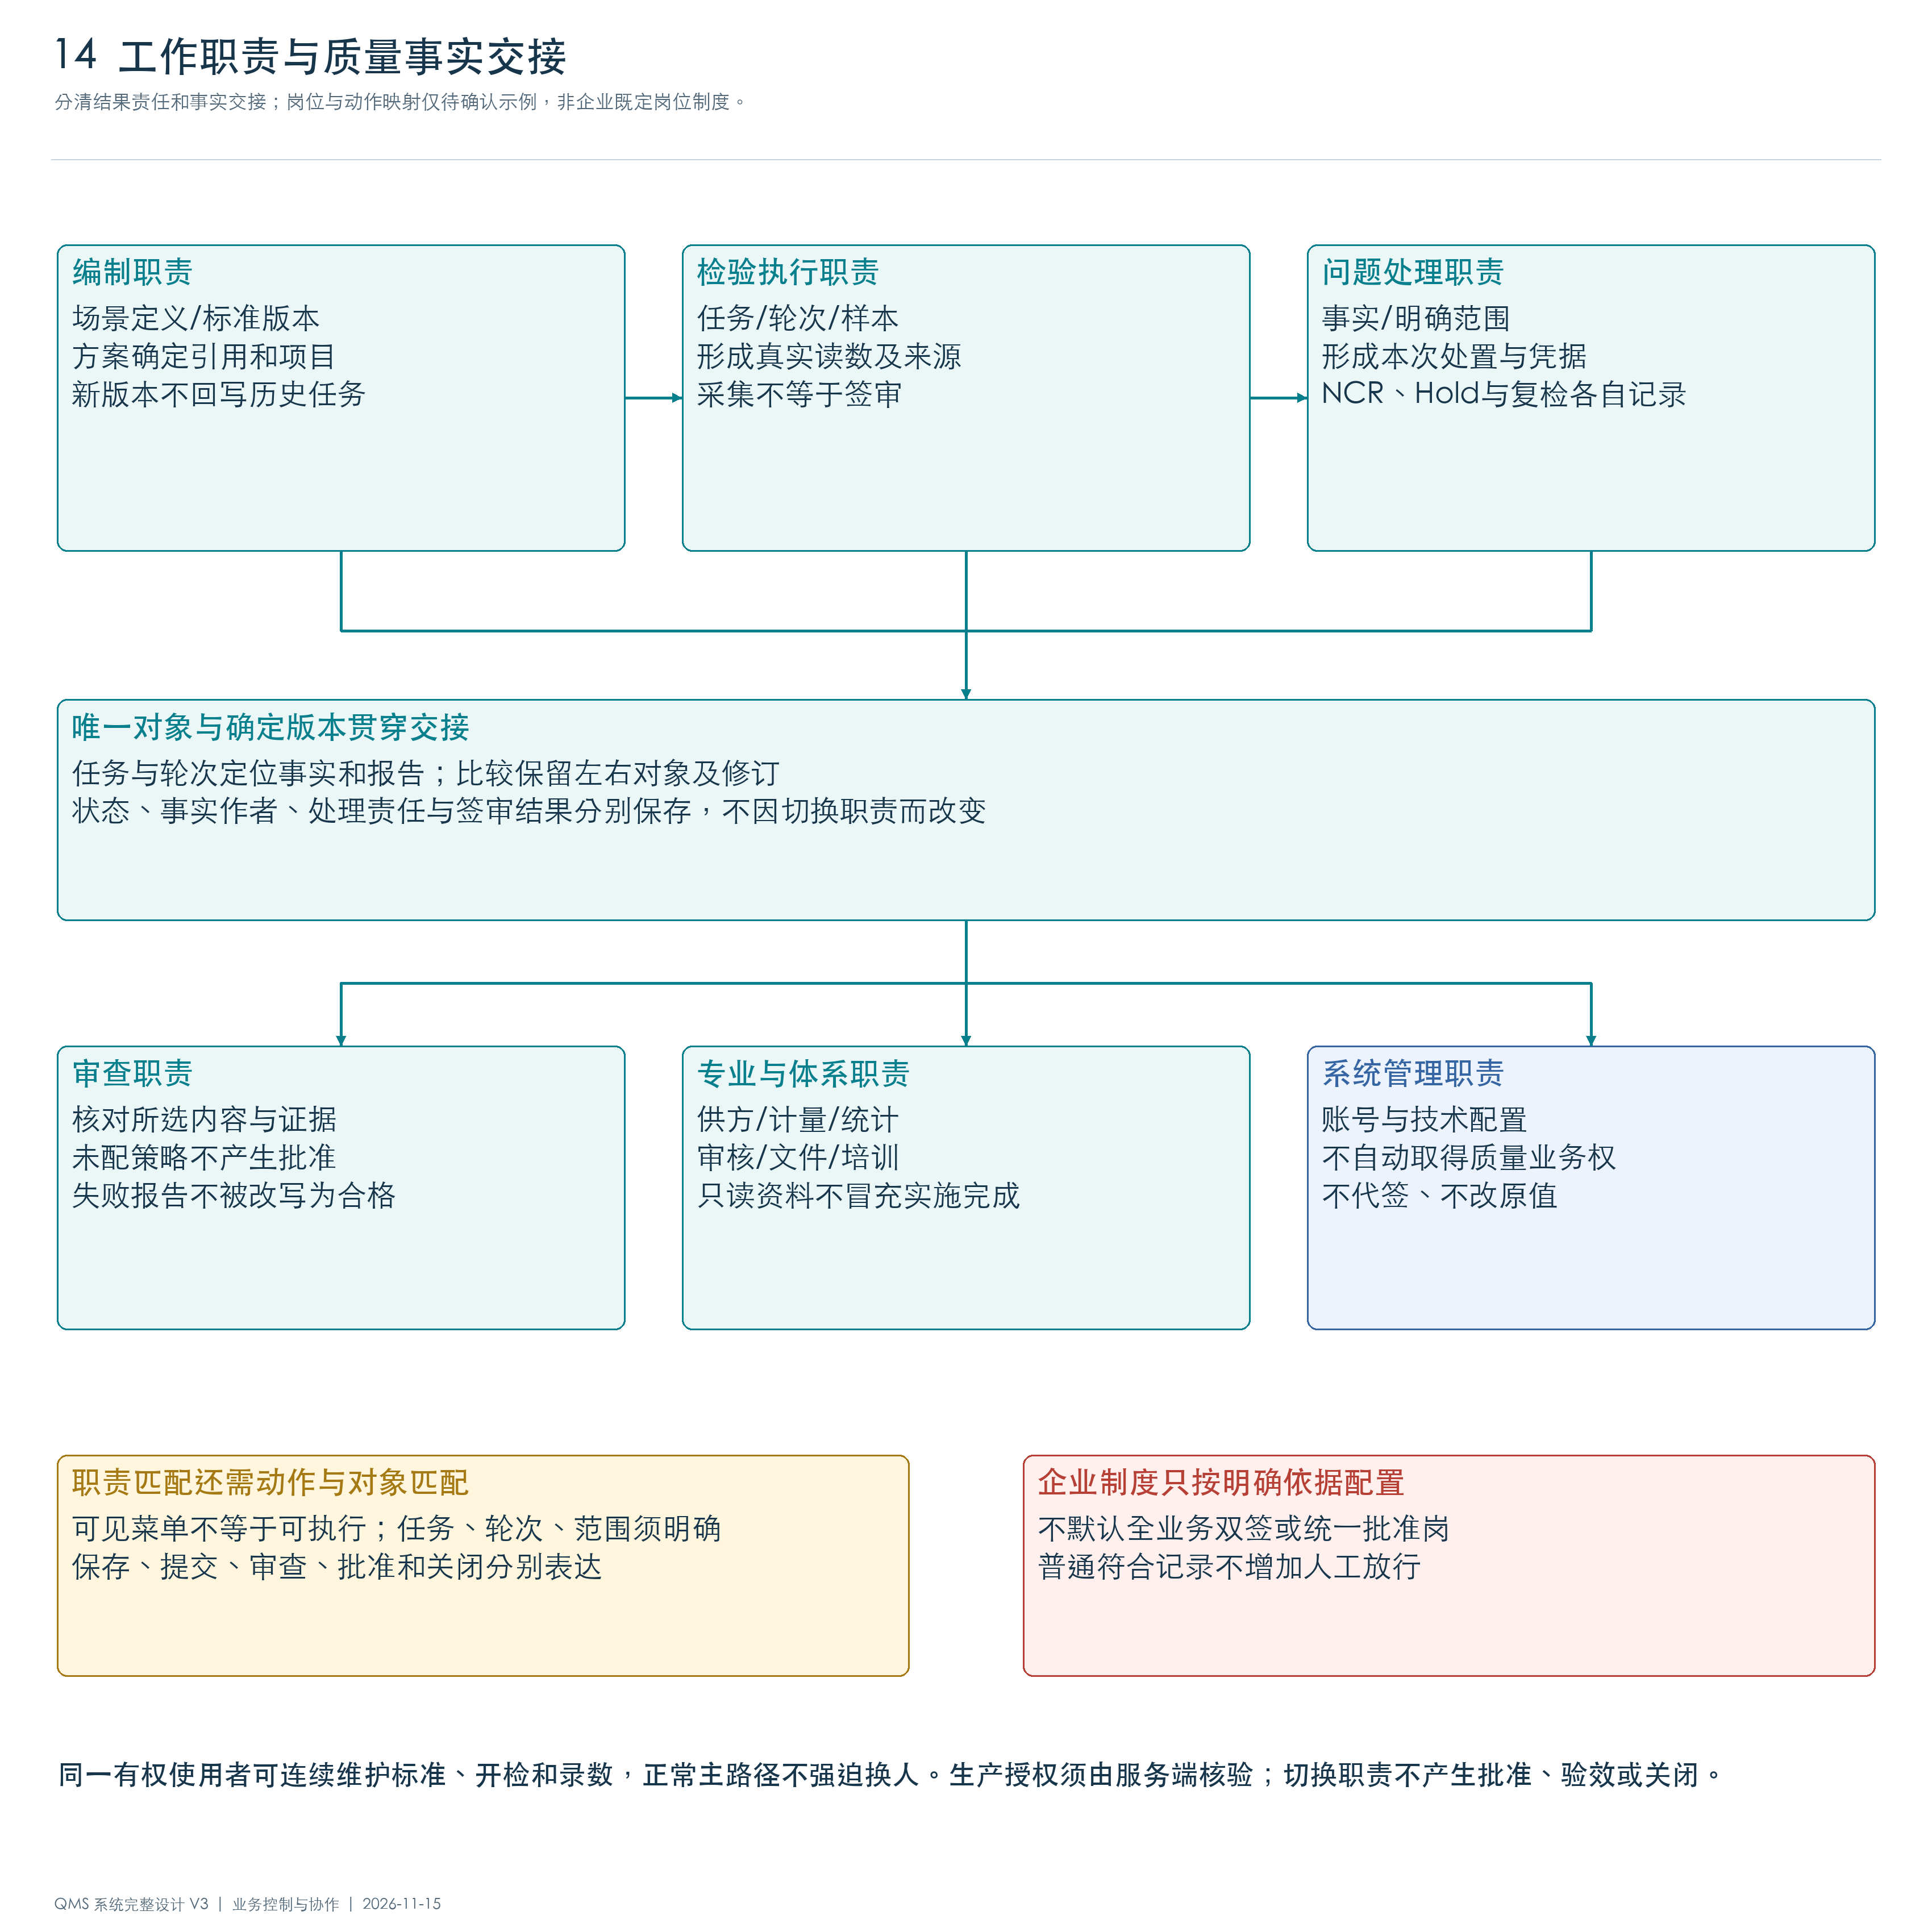 14 工作职责与质量事实交接
分清结果责任和事实交接；岗位与动作映射仅待确认示例，非企业既定岗位制度。
编制职责
场景定义/标准版本
方案确定引用和项目
新版本不回写历史任务
检验执行职责
任务/轮次/样本
形成真实读数及来源
采集不等于签审
问题处理职责
事实/明确范围
形成本次处置与凭据
NCR、Hold与复检各自记录
唯一对象与确定版本贯穿交接
任务与轮次定位事实和报告；比较保留左右对象及修订
状态、事实作者、处理责任与签审结果分别保存，不因切换职责而改变
审查职责
核对所选内容与证据
未配策略不产生批准
失败报告不被改写为合格
专业与体系职责
供方/计量/统计
审核/文件/培训
只读资料不冒充实施完成
系统管理职责
账号与技术配置
不自动取得质量业务权
不代签、不改原值
职责匹配还需动作与对象匹配
可见菜单不等于可执行；任务、轮次、范围须明确
保存、提交、审查、批准和关闭分别表达
企业制度只按明确依据配置
不默认全业务双签或统一批准岗
普通符合记录不增加人工放行
同一有权使用者可连续维护标准、开检和录数，正常主路径不强迫换人。生产授权须由服务端核验；切换职责不产生批准、验效或关闭。
QMS 系统完整设计 V3 | 业务控制与协作 | 2026-11-15